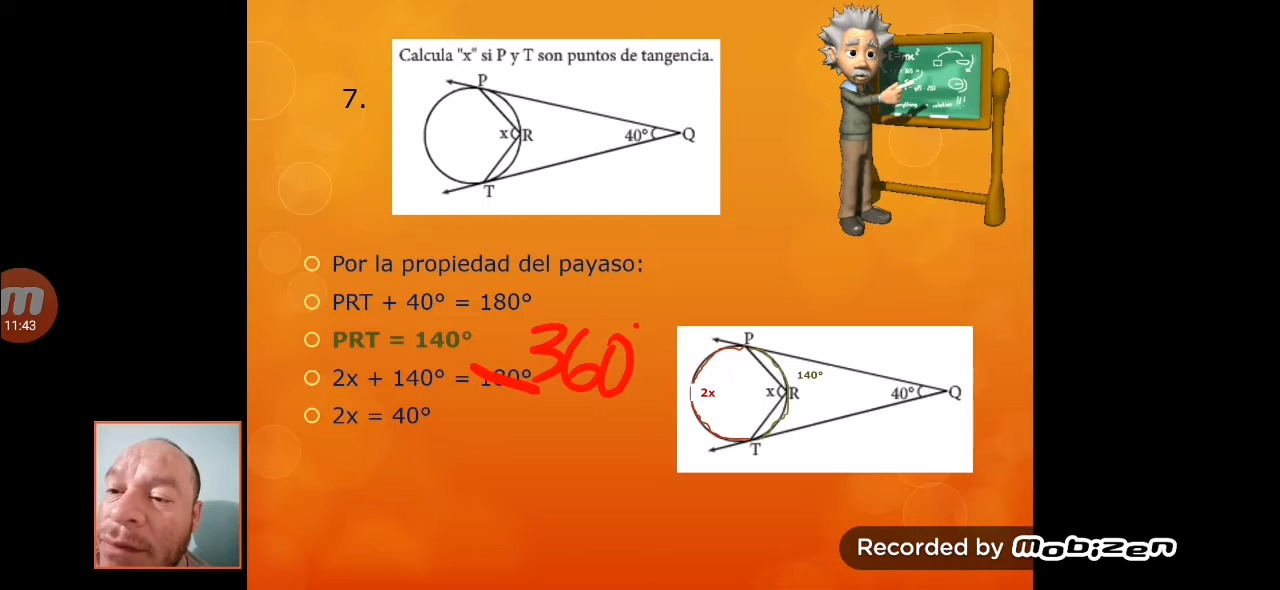 Calcula "x" si P y T son puntos de tangencia.
7.
P
x R
40° Q
T
E=mc²
Por la propiedad del payaso:
PRT + 40° = 180°
PRT = 140°
360°
2x + 140° = 180°
2x = 40°
P
140°
2x
x R
40° Q
T
11:43
Recorded by mobizen